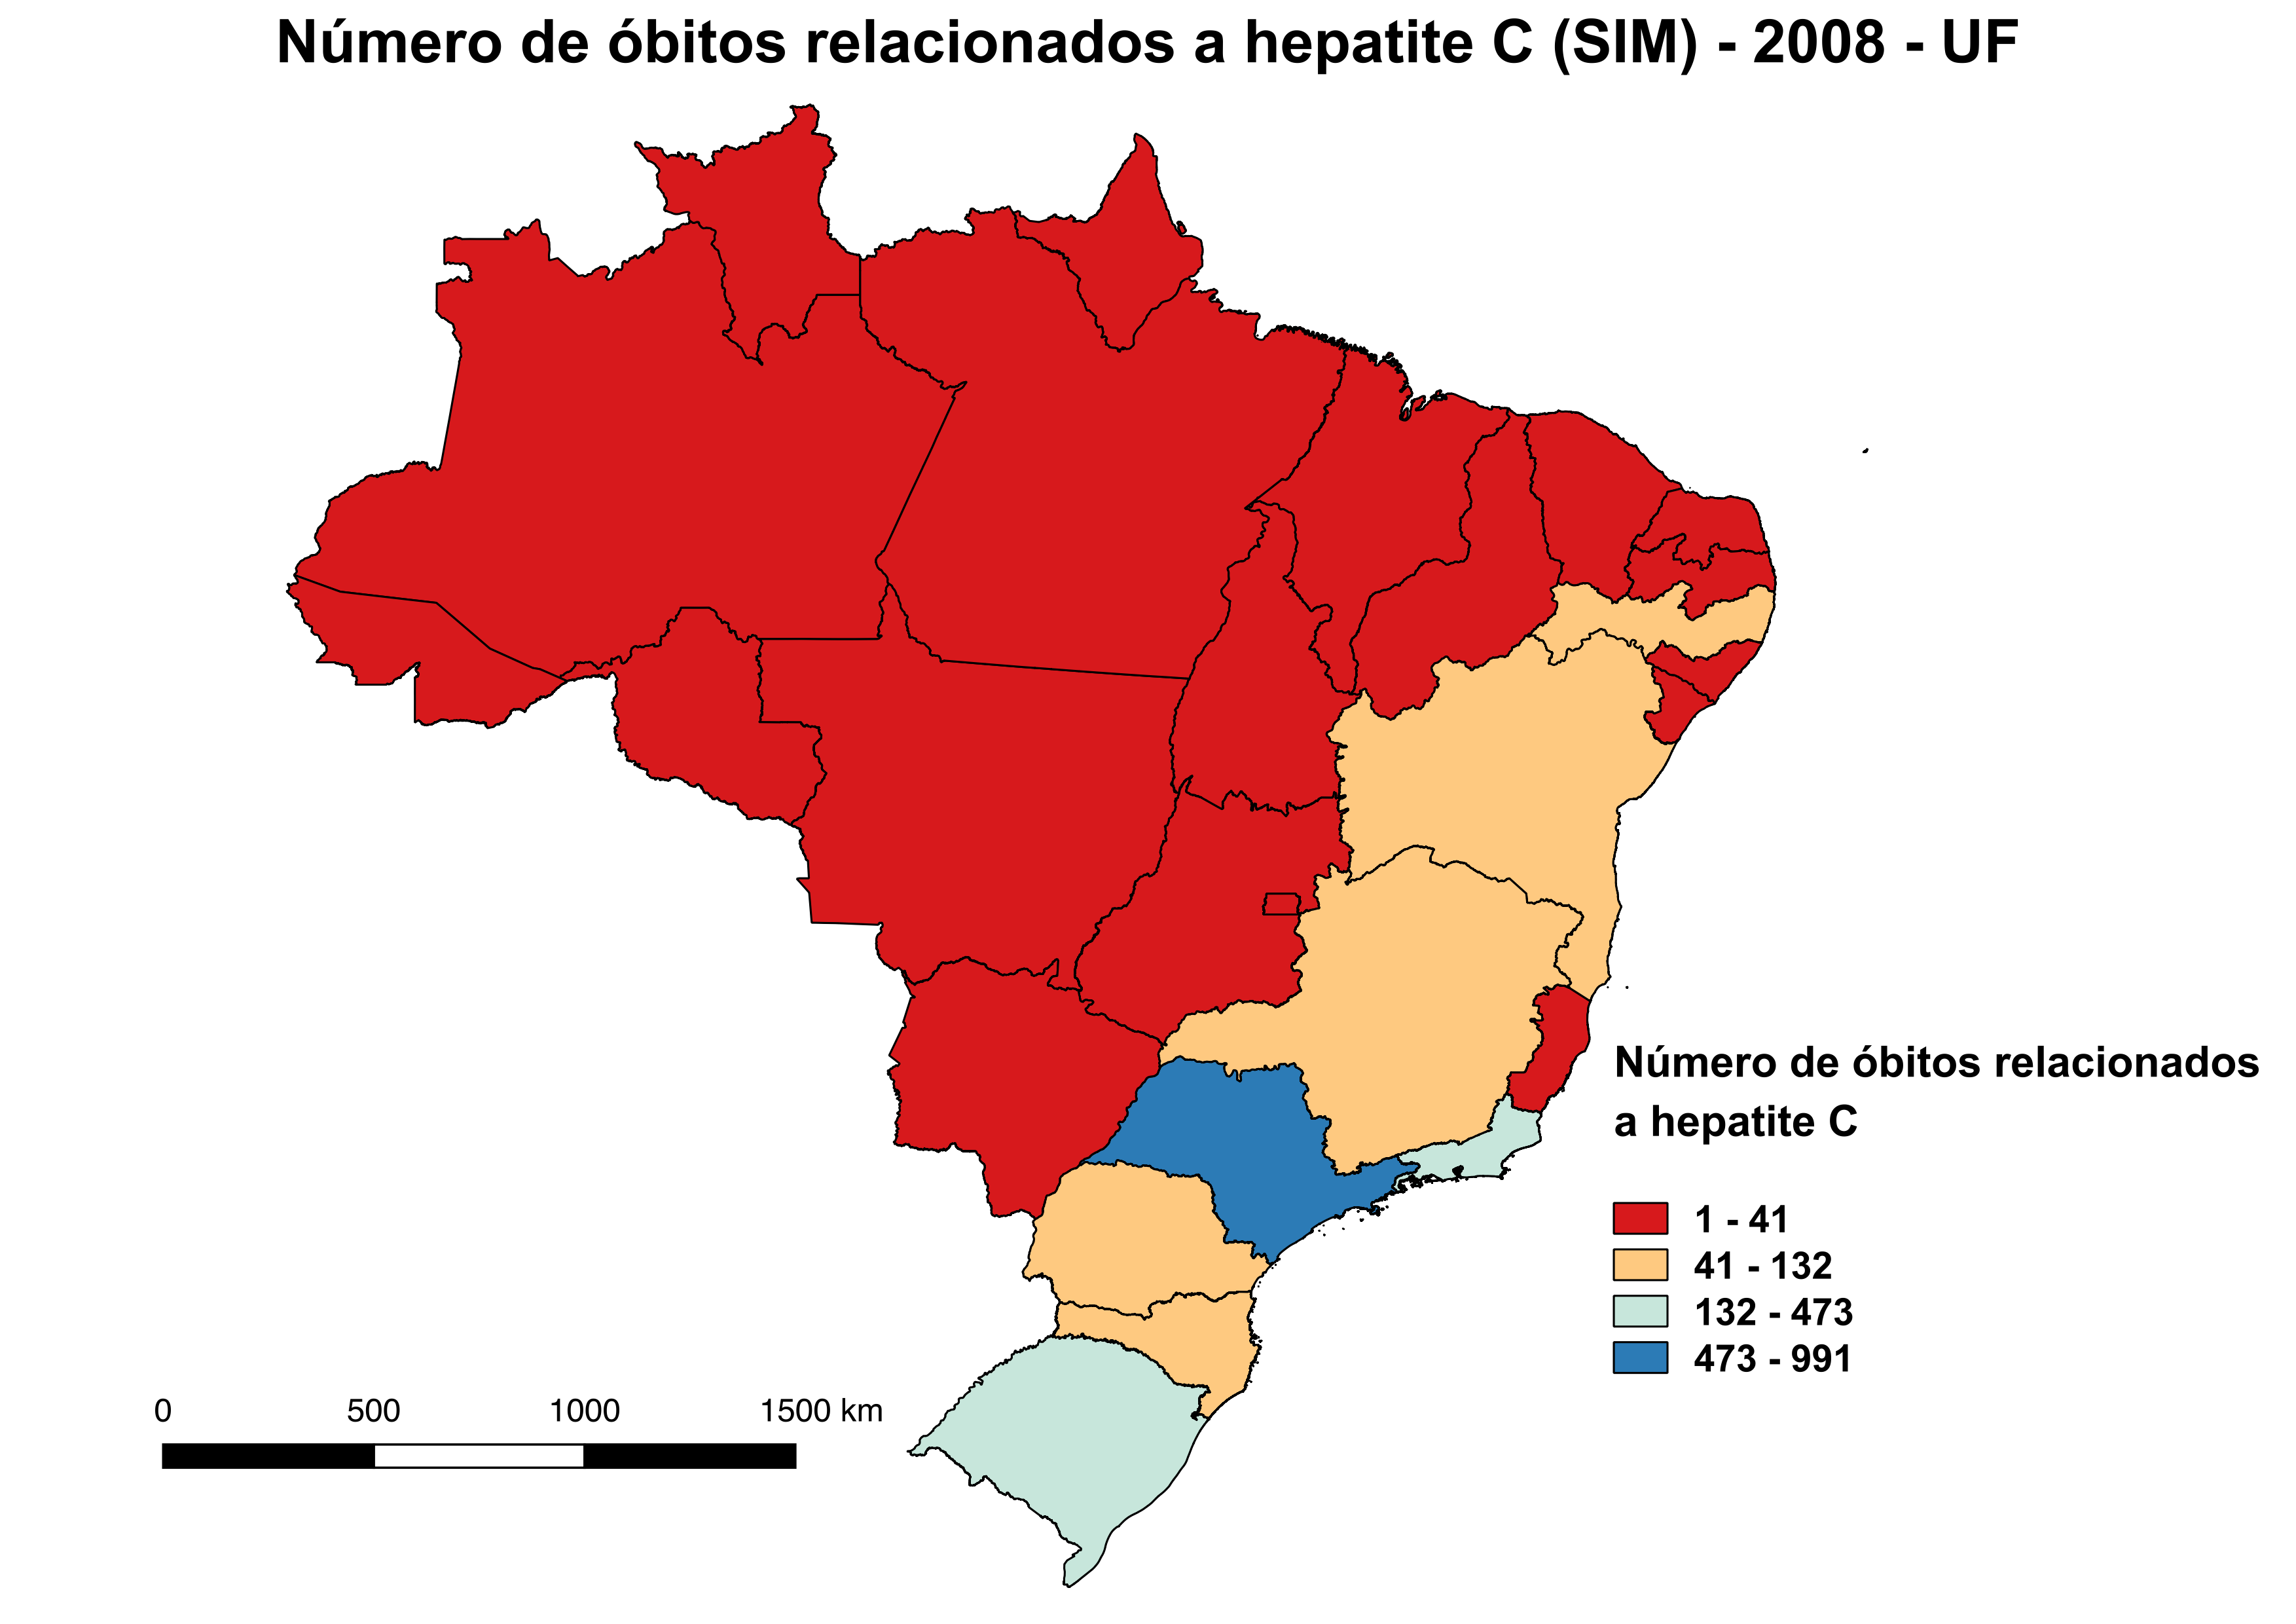 Número de óbitos relacionados a hepatite C (SIM) - 2008 - UF
Número de óbitos relacionados
a hepatite C
1 - 41
41 - 132
132 - 473
473 - 991
0 500 1000 1500 km